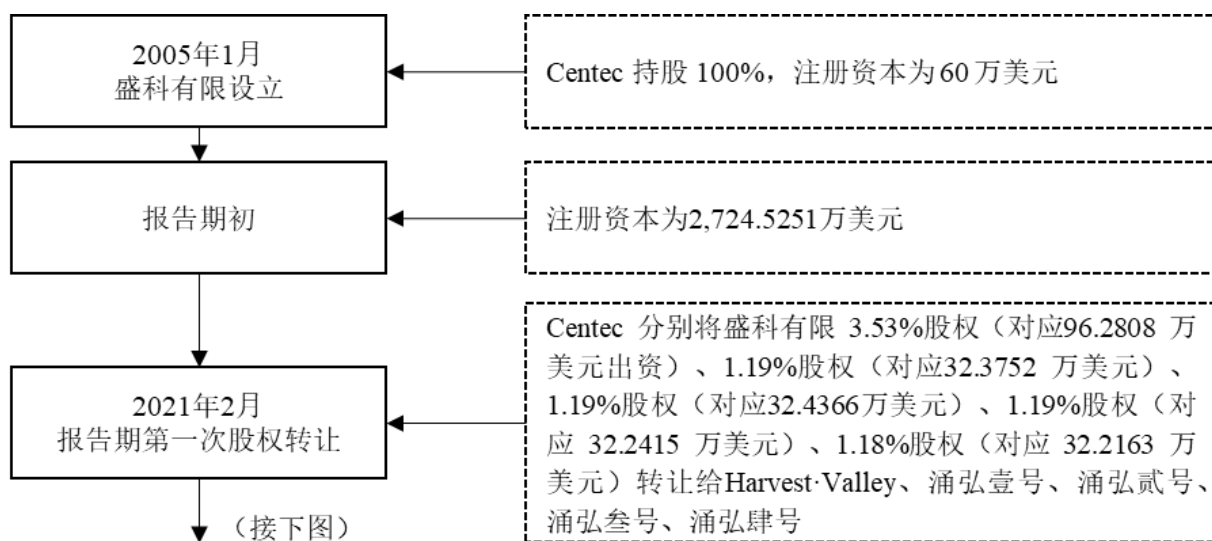 2005年1月
盛科有限设立
Centec 持股 100%，注册资本为60万美元
报告期初
注册资本为2,724.5251万美元
2021年2月
报告期第一次股权转让
Centec 分别将盛科有限 3.53%股权（对应96.2808 万
美元出资）、1.19%股权（对应32.3752 万美元）、
1.19%股权（对应32.4366万美元）、1.19%股权（对
应 32.2415 万美元）、1.18%股权（对应 32.2163 万
美元）转让给Harvest·Valley、涌弘壹号、涌弘贰号、
涌弘叁号、涌弘肆号
（接下图）